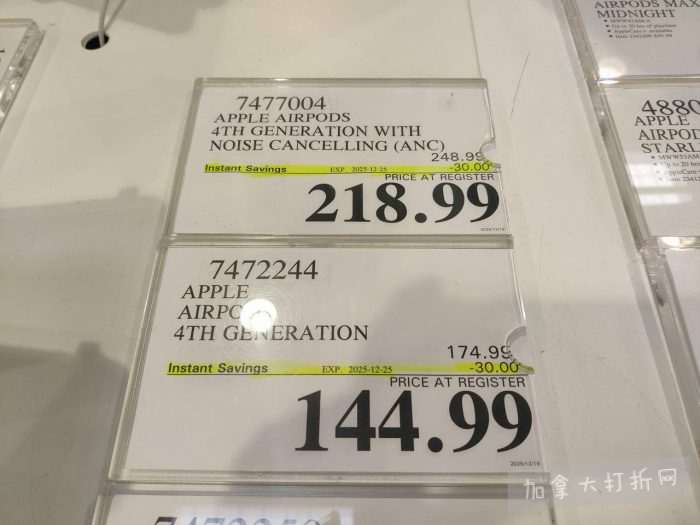 7477004
APPLE AIRPODS
4TH GENERATION WITH
NOISE CANCELLING (ANC)
248.99
Instant Savings EXP. 2025-12-25 -30.00
PRICE AT REGISTER
218.99
7472244
APPLE
AIRPODS
4TH GENERATION
174.99
Instant Savings EXP. 2025-12-25 -30.00
PRICE AT REGISTER
144.99
AIRPODS MAX
MIDNIGHT
4880
APPLE
AIRPOD
STARLI
加拿大打折网